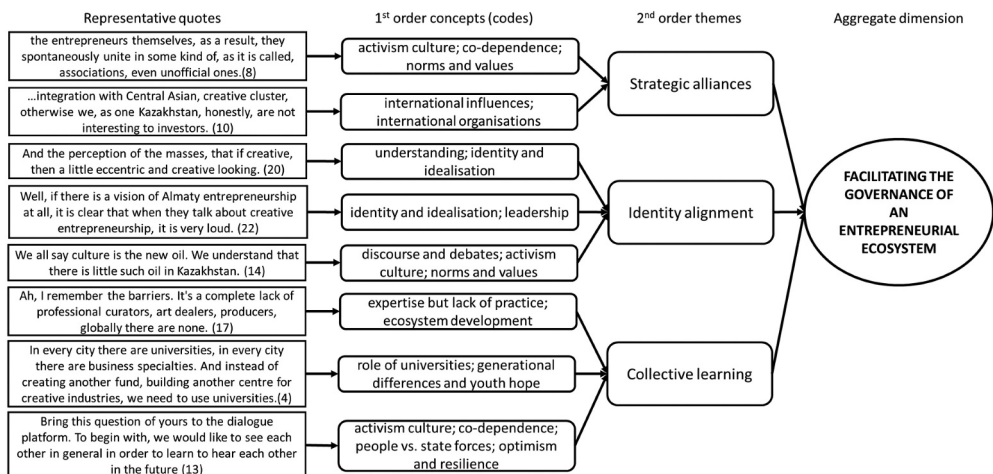 Representative quotes
1st order concepts (codes)
2nd order themes
Aggregate dimension
the entrepreneurs themselves, as a result, they
spontaneously unite in some kind of, as it is called,
associations, even unofficial ones.(8)
activism culture; co-dependence;
norms and values
…integration with Central Asian, creative cluster,
otherwise we, as one Kazakhstan, honestly, are not
interesting to investors. (10)
international influences;
international organisations
Strategic alliances
And the perception of the masses, that if creative,
then a little eccentric and creative looking. (20)
understanding; identity and
idealisation
Well, if there is a vision of Almaty entrepreneurship
at all, it is clear that when they talk about creative
entrepreneurship, it is very loud. (22)
identity and idealisation; leadership
We all say culture is the new oil. We understand that
there is little such oil in Kazakhstan. (14)
discourse and debates; activism
culture; norms and values
Identity alignment
Ah, I remember the barriers. It's a complete lack of
professional curators, art dealers, producers,
globally there are none. (17)
expertise but lack of practice;
ecosystem development
In every city there are universities, in every city
there are business specialties. And instead of
creating another fund, building another centre for
creative industries, we need to use universities.(4)
role of universities; generational
differences and youth hope
Bring this question of yours to the dialogue
platform. To begin with, we would like to see each
other in general in order to learn to hear each other
in the future (13)
activism culture; co-dependence;
people vs. state forces; optimism
and resilience
Collective learning
FACILITATING THE
GOVERNANCE OF
AN
ENTREPRENEURIAL
ECOSYSTEM